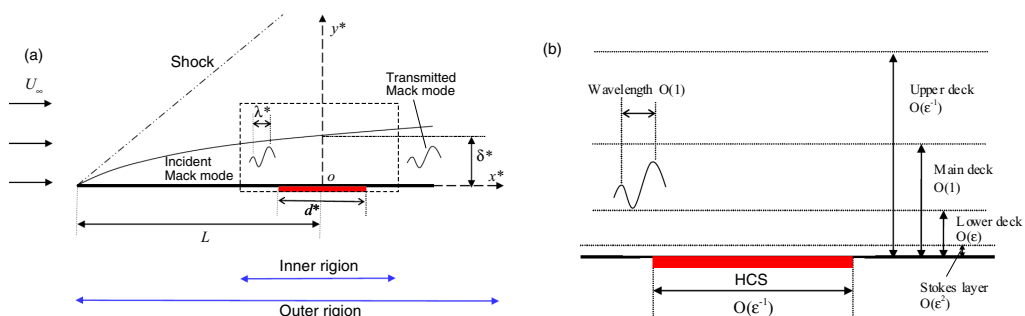 (a)
y*
Shock
U∞
Transmitted
Mack mode
λ*
δ*
Incident
Mack mode
o
x*
d*
L
Inner rigion
Outer rigion
(b)
Wavelength O(1)
Upper deck
O(ε⁻¹)
Main deck
O(1)
Lower deck
O(ε)
HCS
O(ε⁻¹)
Stokes layer
O(ε²)